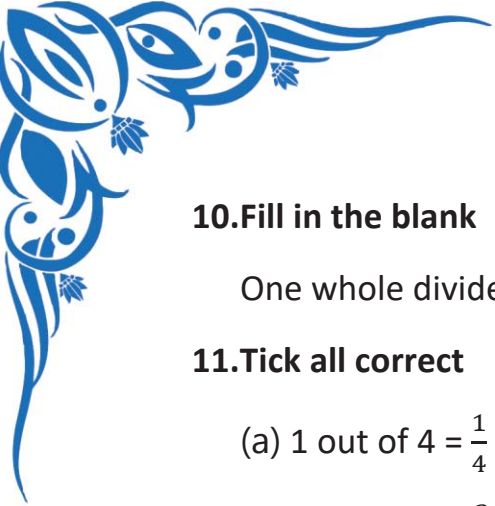 10.Fill in the blank
One whole divide
11.Tick all correct
(a) 1 out of 4 = 1/4